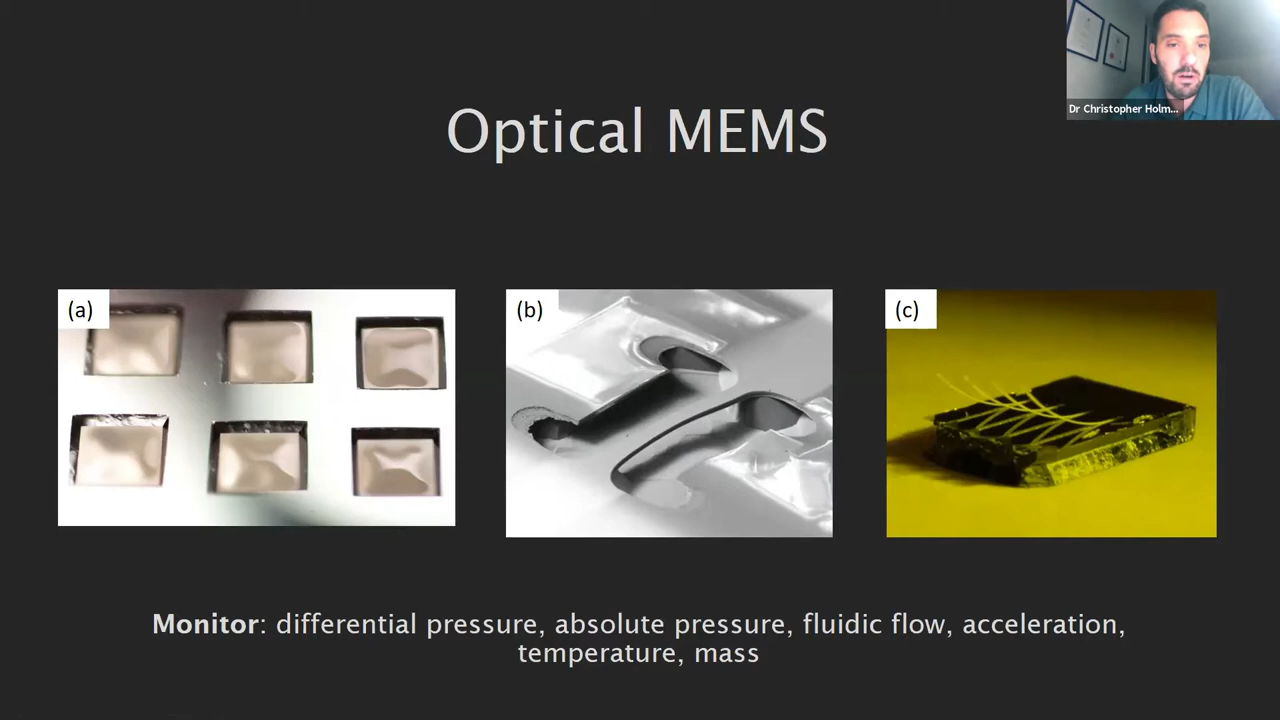 Dr Christopher Holm...
Optical MEMS
(a)
(b)
(c)
Monitor: differential pressure, absolute pressure, fluidic flow, acceleration,
temperature, mass